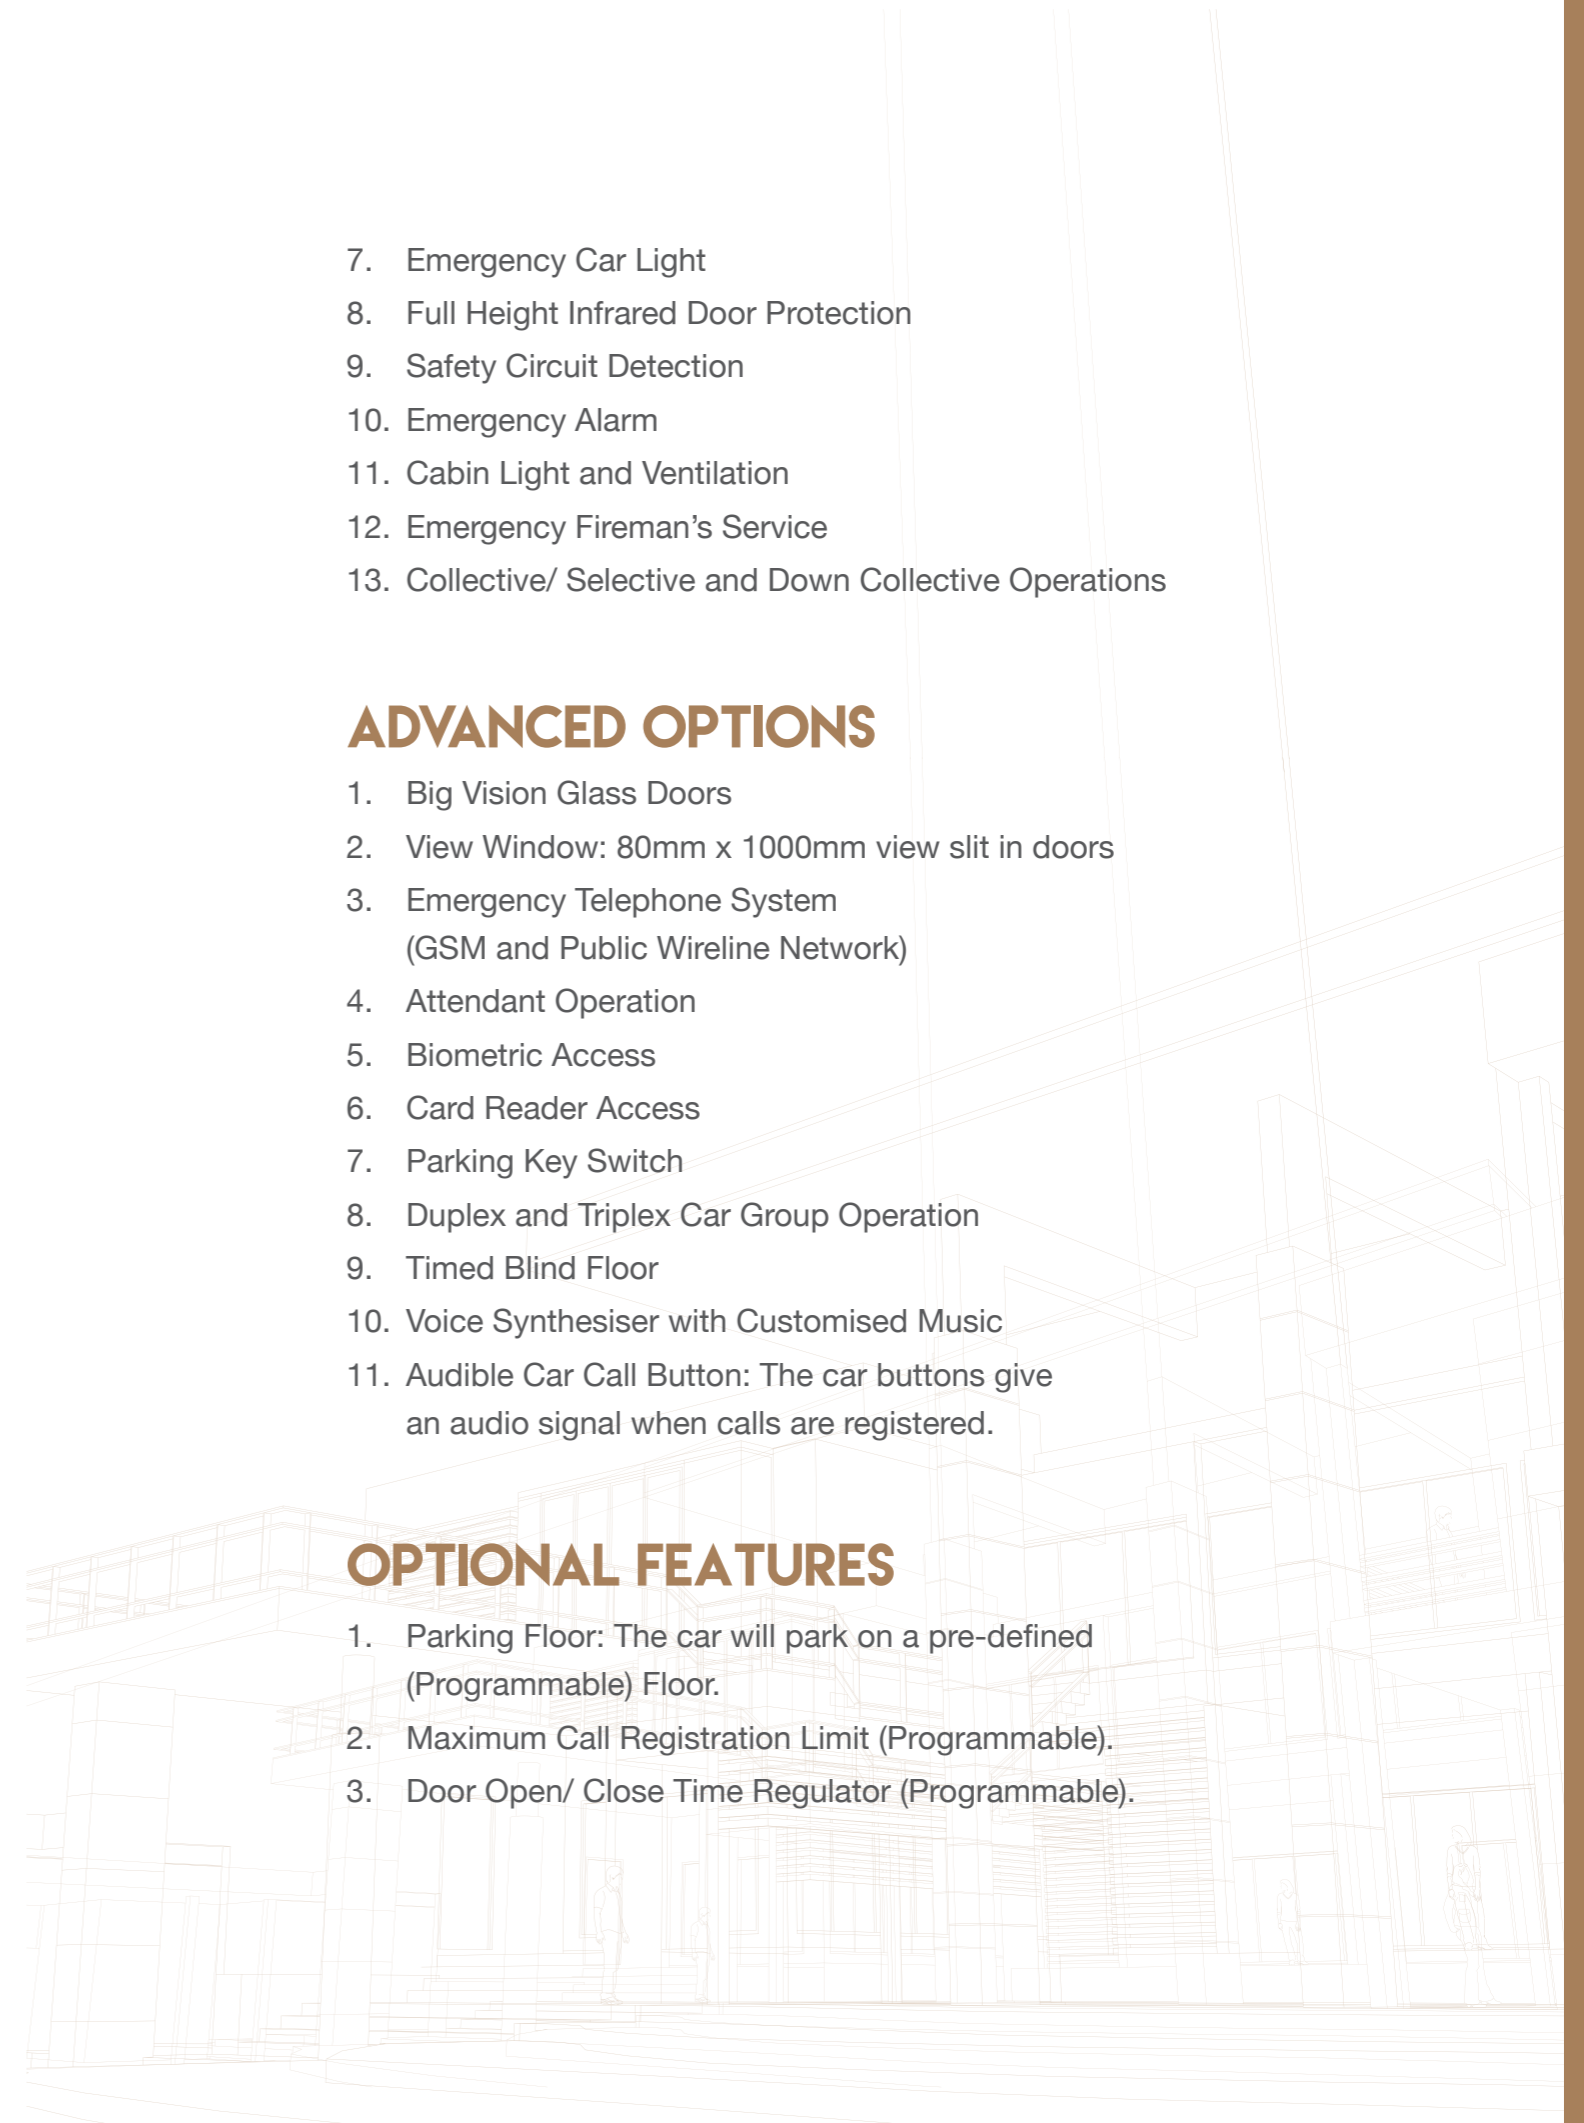 7. Emergency Car Light
8. Full Height Infrared Door Protection
9. Safety Circuit Detection
10. Emergency Alarm
11. Cabin Light and Ventilation
12. Emergency Fireman’s Service
13. Collective/ Selective and Down Collective Operations
ADVANCED OPTIONS
1. Big Vision Glass Doors
2. View Window: 80mm x 1000mm view slit in doors
3. Emergency Telephone System
(GSM and Public Wireline Network)
4. Attendant Operation
5. Biometric Access
6. Card Reader Access
7. Parking Key Switch
8. Duplex and Triplex Car Group Operation
9. Timed Blind Floor
10. Voice Synthesiser with Customised Music
11. Audible Car Call Button: The car buttons give
an audio signal when calls are registered.
OPTIONAL FEATURES
1. Parking Floor: The car will park on a pre-defined
(Programmable) Floor.
2. Maximum Call Registration Limit (Programmable).
3. Door Open/ Close Time Regulator (Programmable).